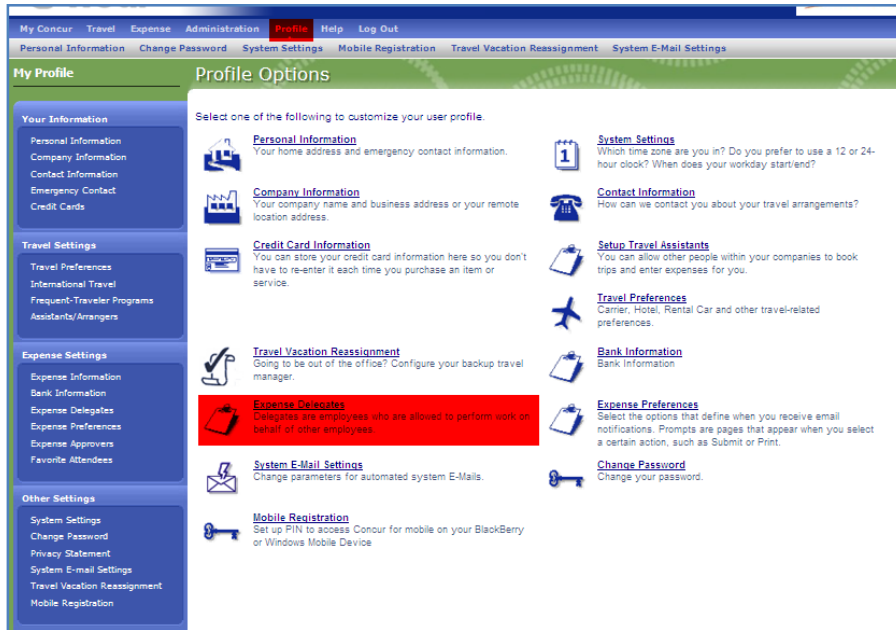 My Concur Travel Expense Administration Profile Help Log Out
Personal Information Change Password System Settings Mobile Registration Travel Vacation Reassignment System E-Mail Settings
My Profile
Your Information
Personal Information
Company Information
Contact Information
Emergency Contact
Credit Cards
Travel Settings
Travel Preferences
International Travel
Frequent-Traveler Programs
Assistants/Arrangers
Expense Settings
Expense Information
Bank Information
Expense Delegates
Expense Preferences
Expense Approvers
Favorite Attendees
Other Settings
System Settings
Change Password
Privacy Statement
System E-mail Settings
Travel Vacation Reassignment
Mobile Registration
Profile Options
Select one of the following to customize your user profile.
Personal Information
Your home address and emergency contact information.
System Settings
Which time zone are you in? Do you prefer to use a 12 or 24-
hour clock? When does your workday start/end?
1
Company Information
Your company name and business address or your remote
location address.
Contact Information
How can we contact you about your travel arrangements?
Credit Card Information
You can store your credit card information here so you don't
have to re-enter it each time you purchase an item or
service.
Setup Travel Assistants
You can allow other people within your companies to book
trips and enter expenses for you.
Travel Preferences
Carrier, Hotel, Rental Car and other travel-related
preferences.
Travel Vacation Reassignment
Going to be out of the office? Configure your backup travel
manager.
Bank Information
Bank Information
Expense Delegates
Delegates are employees who are allowed to perform work on
behalf of other employees.
Expense Preferences
Select the options that define when you receive email
notifications. Prompts are pages that appear when you select
a certain action, such as Submit or Print.
System E-Mail Settings
Change parameters for automated system E-Mails.
Change Password
Change your password.
Mobile Registration
Set up PIN to access Concur for mobile on your BlackBerry
or Windows Mobile Device